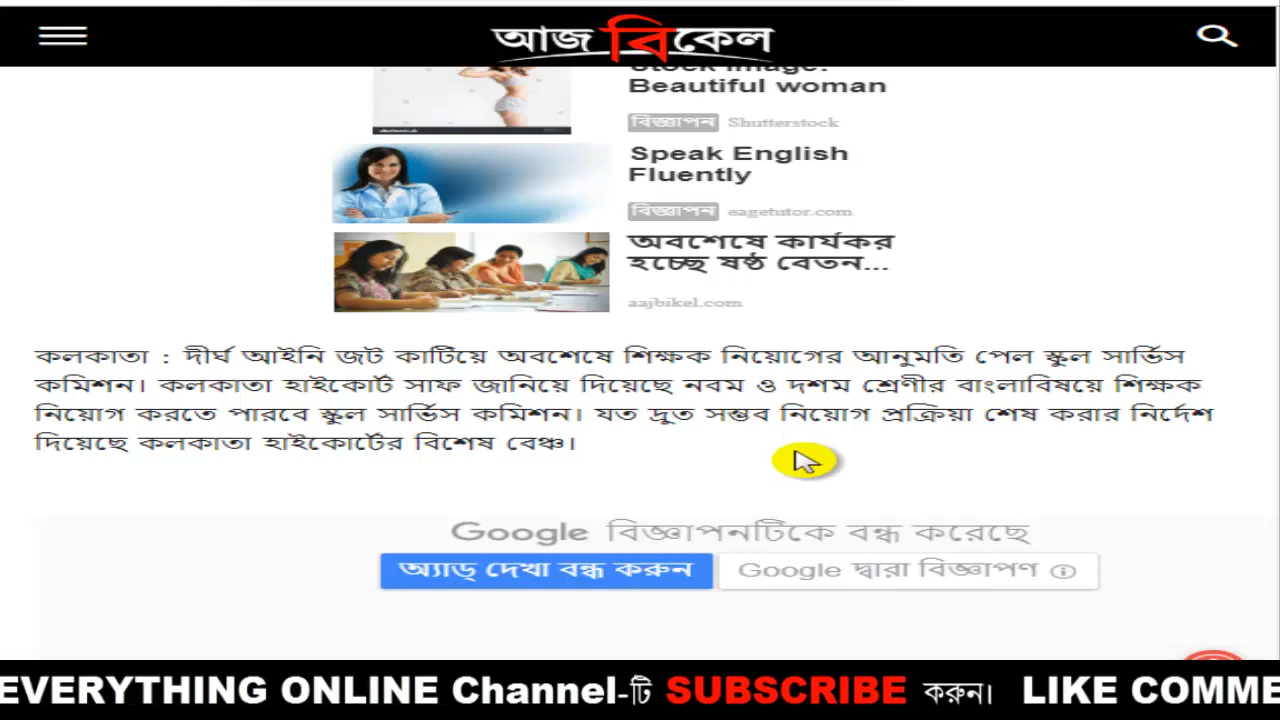 আজ বিকেল
Stock Image:
Beautiful woman
বিজ্ঞাপন Shutterstock
Speak English
Fluently
বিজ্ঞাপন eagetutor.com
অবশেষে কার্যকর
হচ্ছে ষষ্ঠ বেতন...
aajbikel.com
কলকাতা : দীর্ঘ আইনি জট কাটিয়ে অবশেষে শিক্ষক নিয়োগের আনুমতি পেল স্কুল সার্ভিস
কমিশন। কলকাতা হাইকোর্ট সাফ জানিয়ে দিয়েছে নবম ও দশম শ্রেণীর বাংলাবিষয়ে শিক্ষক
নিয়োগ করতে পারবে স্কুল সার্ভিস কমিশন। যত দ্রুত সম্ভব নিয়োগ প্রক্রিয়া শেষ করার নির্দেশ
দিয়েছে কলকাতা হাইকোর্টের বিশেষ বেঞ্চ।
Google বিজ্ঞাপনটিকে বন্ধ করেছে
অ্যাড্ দেখা বন্ধ করুন Google দ্বারা বিজ্ঞাপণ
EVERYTHING ONLINE Channel-টি SUBSCRIBE করুন। LIKE COMME